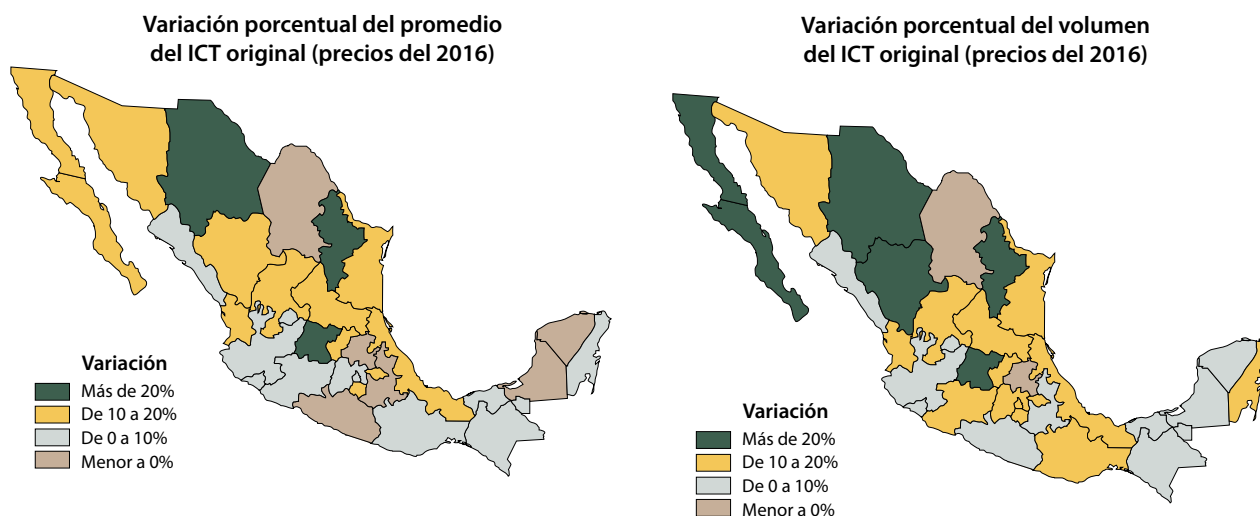 Variación porcentual del promedio
del ICT original (precios del 2016)
Variación
Más de 20%
De 10 a 20%
De 0 a 10%
Menor a 0%
Variación porcentual del volumen
del ICT original (precios del 2016)
Variación
Más de 20%
De 10 a 20%
De 0 a 10%
Menor a 0%